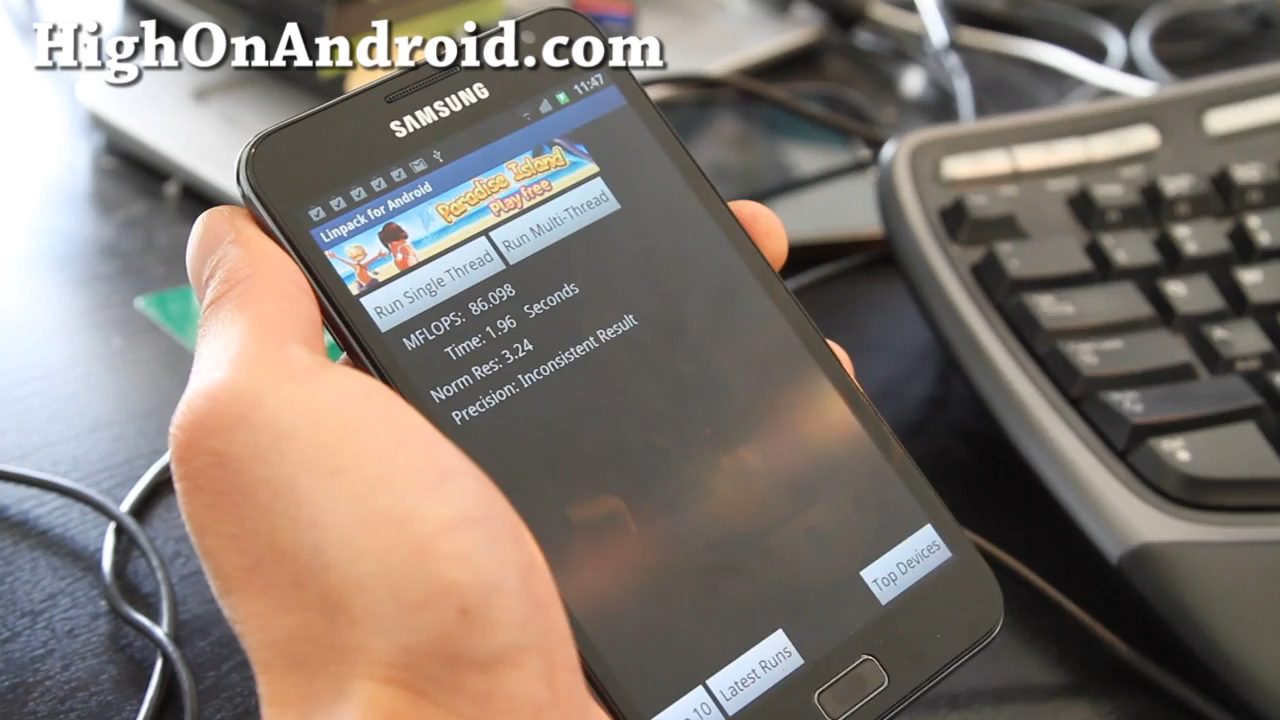 HighOnAndroid.com
SAMSUNG
11:47
Linpack for Android
Paradise Island
Play free
Run Single Thread
Run Multi-Thread
MFLOPS: 86.098
Time: 1.96 Seconds
Norm Res: 3.24
Precision: Inconsistent Result
Top Devices
Latest Runs
10